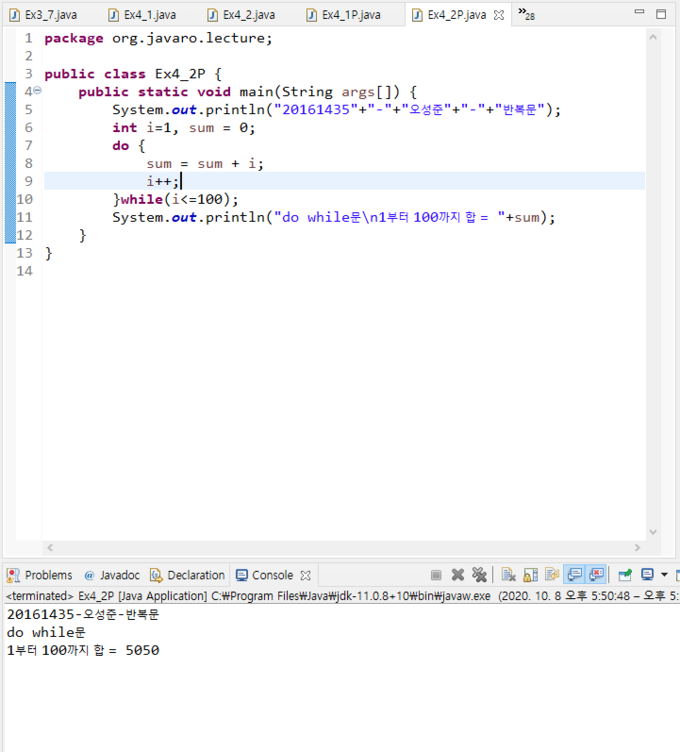 Ex3_7.java Ex4_1.java Ex4_2.java Ex4_1P.java Ex4_2P.java »28
1 package org.javaro.lecture;
2
3 public class Ex4_2P {
4 public static void main(String args[]) {
5 System.out.println("20161435"+"-"+"오성준"+"-"+"반복문");
6 int i=1, sum = 0;
7 do {
8 sum = sum + i;
9 i++;
10 }while(i<=100);
11 System.out.println("do while문\n1부터 100까지 합 = "+sum);
12 }
13 }
14
Problems @ Javadoc Declaration Console
<terminated> Ex4_2P [Java Application] C:₩Program Files₩Java₩jdk-11.0.8+10₩bin₩javaw.exe (2020. 10. 8 오후 5:50:48 – 오후 5:
20161435-오성준-반복문
do while문
1부터 100까지 합 = 5050